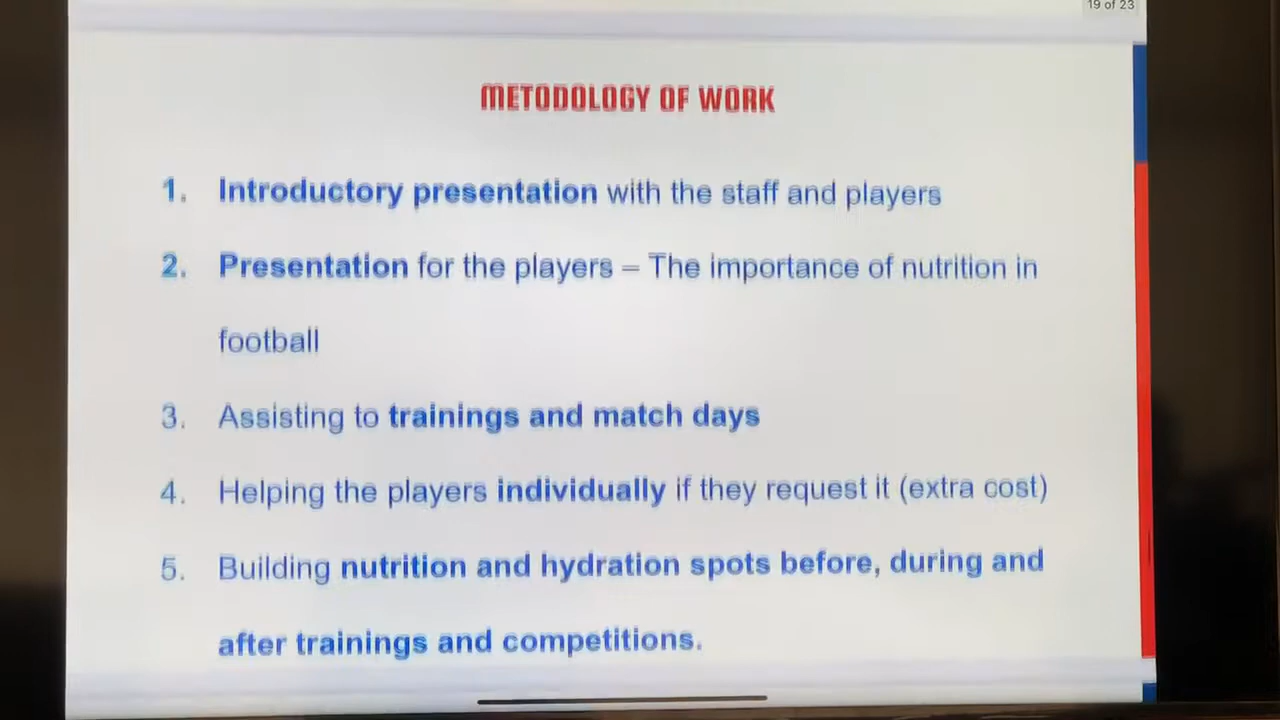 19 of 23
METODOLOGY OF WORK
1. Introductory presentation with the staff and players
2. Presentation for the players – The importance of nutrition in
football
3. Assisting to trainings and match days
4. Helping the players individually if they request it (extra cost)
5. Building nutrition and hydration spots before, during and
after trainings and competitions.